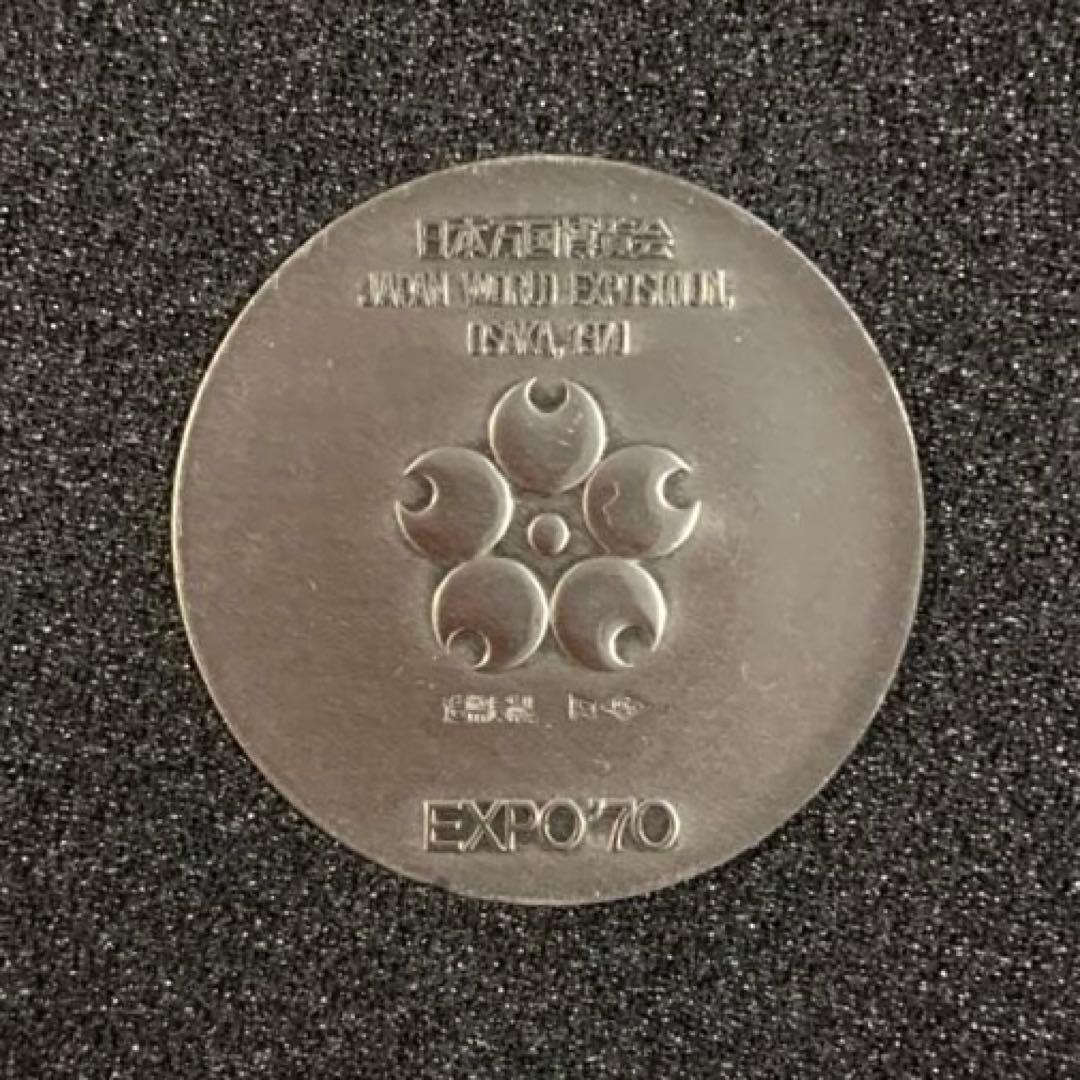 日本万国博覧会
JAPAN WORLD EXPOSITION,
OSAKA, 1970
EXPO'70